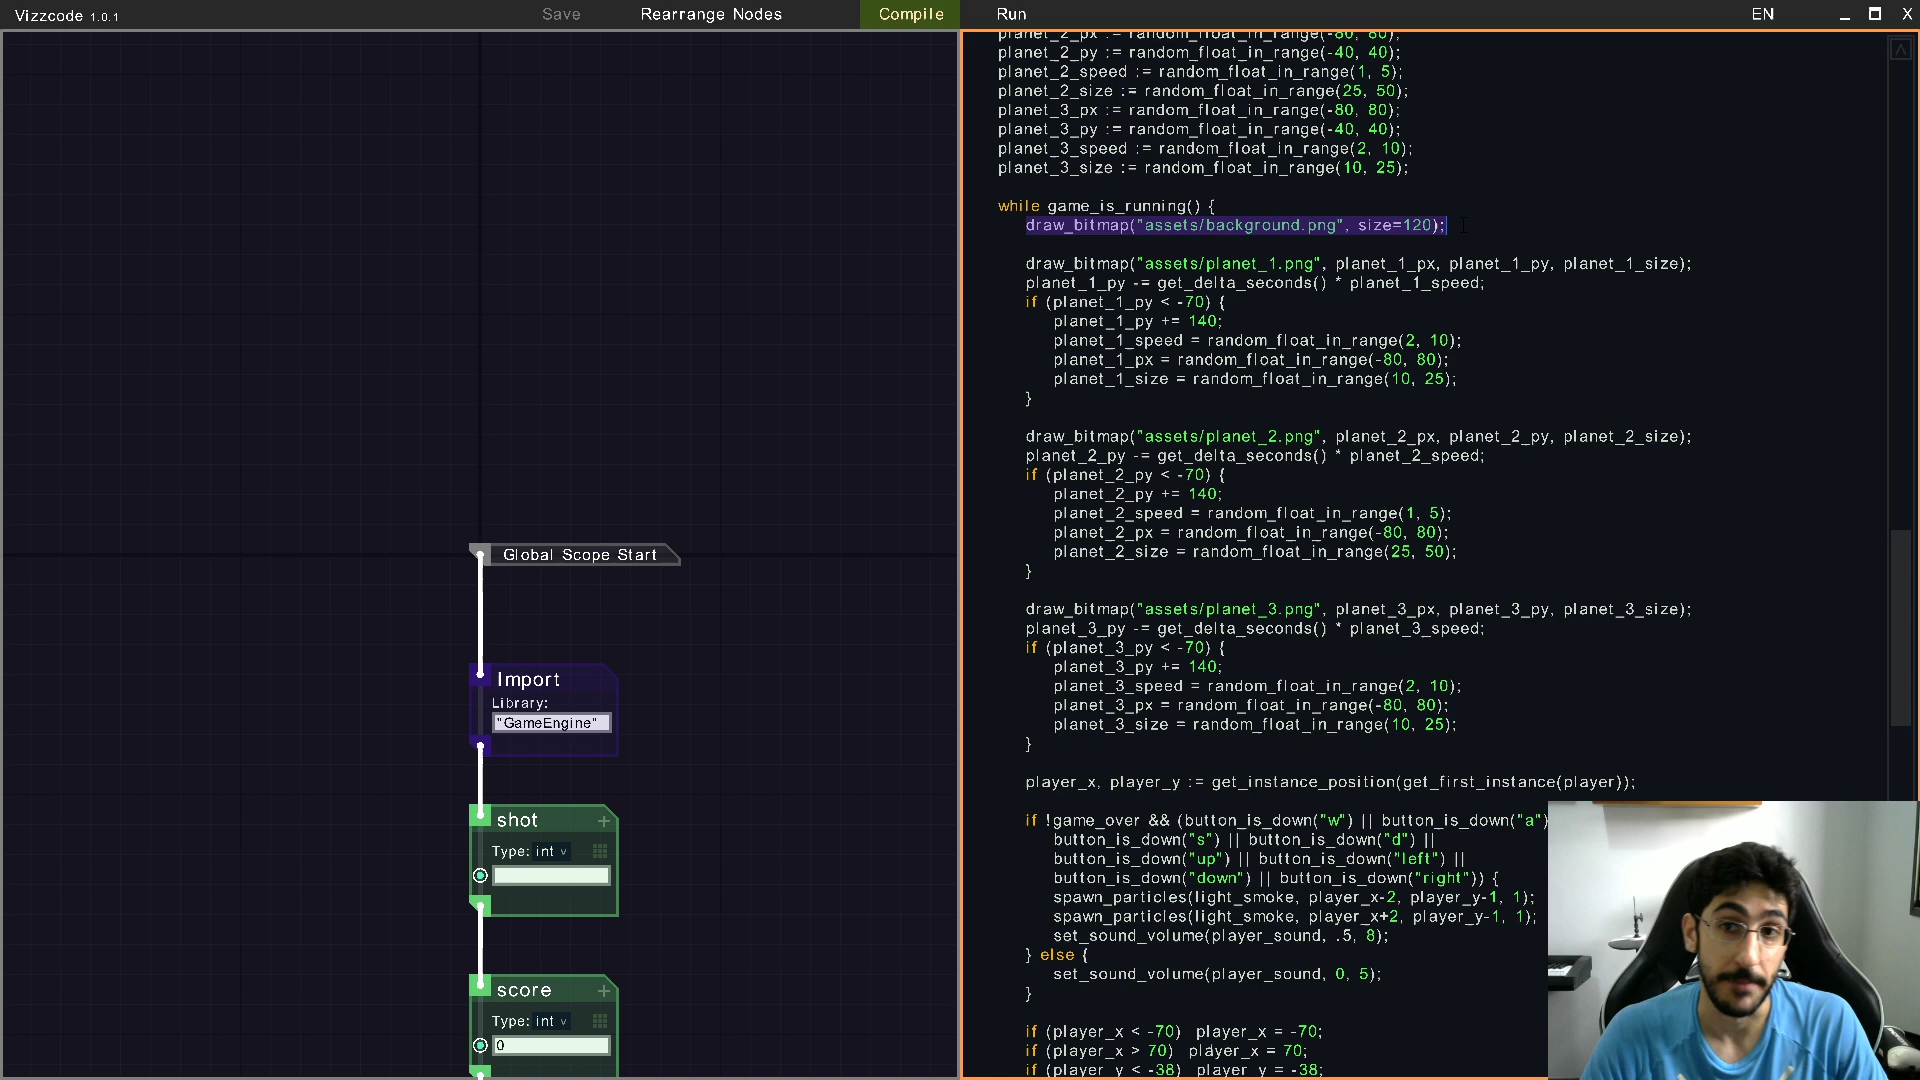 Vizzcode 1.0.1
Save
Rearrange Nodes
Compile
Run
EN
X
Global Scope Start
Import
Library:
"GameEngine"
shot
+
Type: int
score
+
Type: int
0
planet_2_px := random_float_in_range(-80, 80);
planet_2_py := random_float_in_range(-40, 40);
planet_2_speed := random_float_in_range(1, 5);
planet_2_size := random_float_in_range(25, 50);
planet_3_px := random_float_in_range(-80, 80);
planet_3_py := random_float_in_range(-40, 40);
planet_3_speed := random_float_in_range(2, 10);
planet_3_size := random_float_in_range(10, 25);
while game_is_running() {
draw_bitmap("assets/background.png", size=120);
draw_bitmap("assets/planet_1.png", planet_1_px, planet_1_py, planet_1_size);
planet_1_py -= get_delta_seconds() * planet_1_speed;
if (planet_1_py < -70) {
planet_1_py += 140;
planet_1_speed = random_float_in_range(2, 10);
planet_1_px = random_float_in_range(-80, 80);
planet_1_size = random_float_in_range(10, 25);
}
draw_bitmap("assets/planet_2.png", planet_2_px, planet_2_py, planet_2_size);
planet_2_py -= get_delta_seconds() * planet_2_speed;
if (planet_2_py < -70) {
planet_2_py += 140;
planet_2_speed = random_float_in_range(1, 5);
planet_2_px = random_float_in_range(-80, 80);
planet_2_size = random_float_in_range(25, 50);
}
draw_bitmap("assets/planet_3.png", planet_3_px, planet_3_py, planet_3_size);
planet_3_py -= get_delta_seconds() * planet_3_speed;
if (planet_3_py < -70) {
planet_3_py += 140;
planet_3_speed = random_float_in_range(2, 10);
planet_3_px = random_float_in_range(-80, 80);
planet_3_size = random_float_in_range(10, 25);
}
player_x, player_y := get_instance_position(get_first_instance(player));
if !game_over && (button_is_down("w") || button_is_down("a")
button_is_down("s") || button_is_down("d") ||
button_is_down("up") || button_is_down("left") ||
button_is_down("down") || button_is_down("right")) {
spawn_particles(light_smoke, player_x-2, player_y-1, 1);
spawn_particles(light_smoke, player_x+2, player_y-1, 1);
set_sound_volume(player_sound, .5, 8);
} else {
set_sound_volume(player_sound, 0, 5);
}
if (player_x < -70) player_x = -70;
if (player_x > 70) player_x = 70;
if (player_y < -38) player_y = -38;